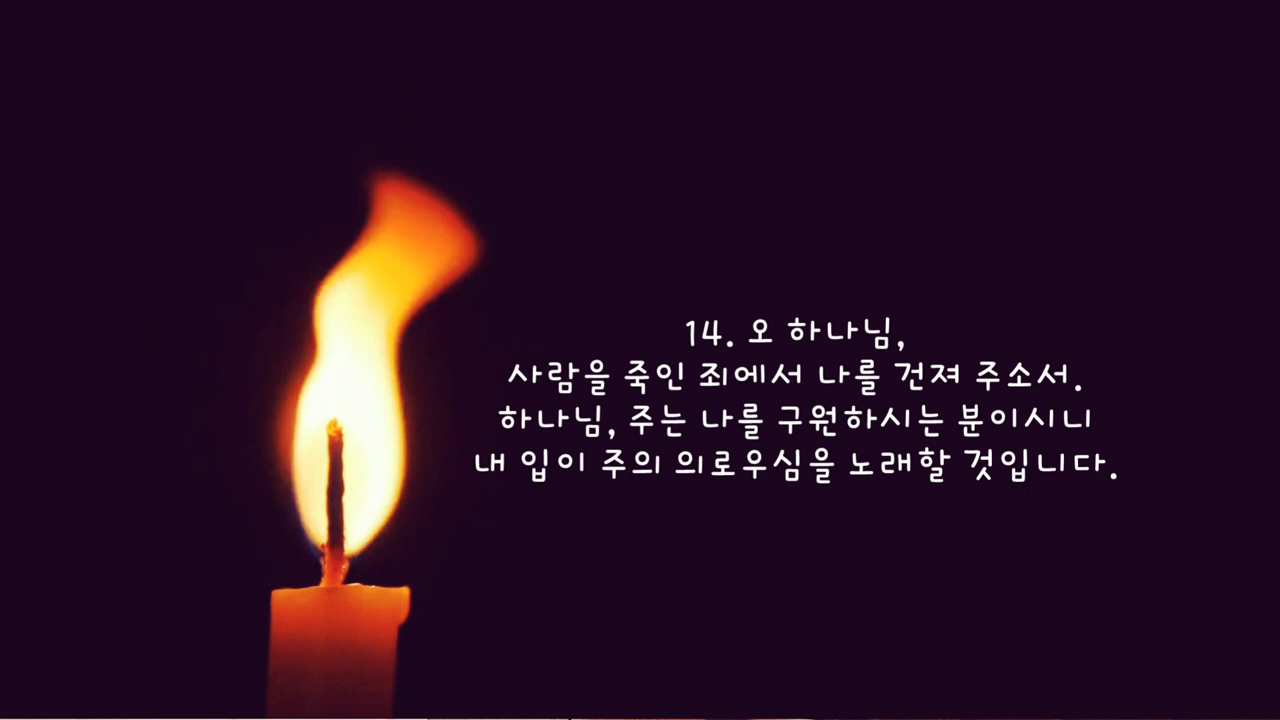 14. 오 하나님,
사람을 죽인 죄에서 나를 건져 주소서.
하나님, 주는 나를 구원하시는 분이시니
내 입이 주의 의로우심을 노래할 것입니다.